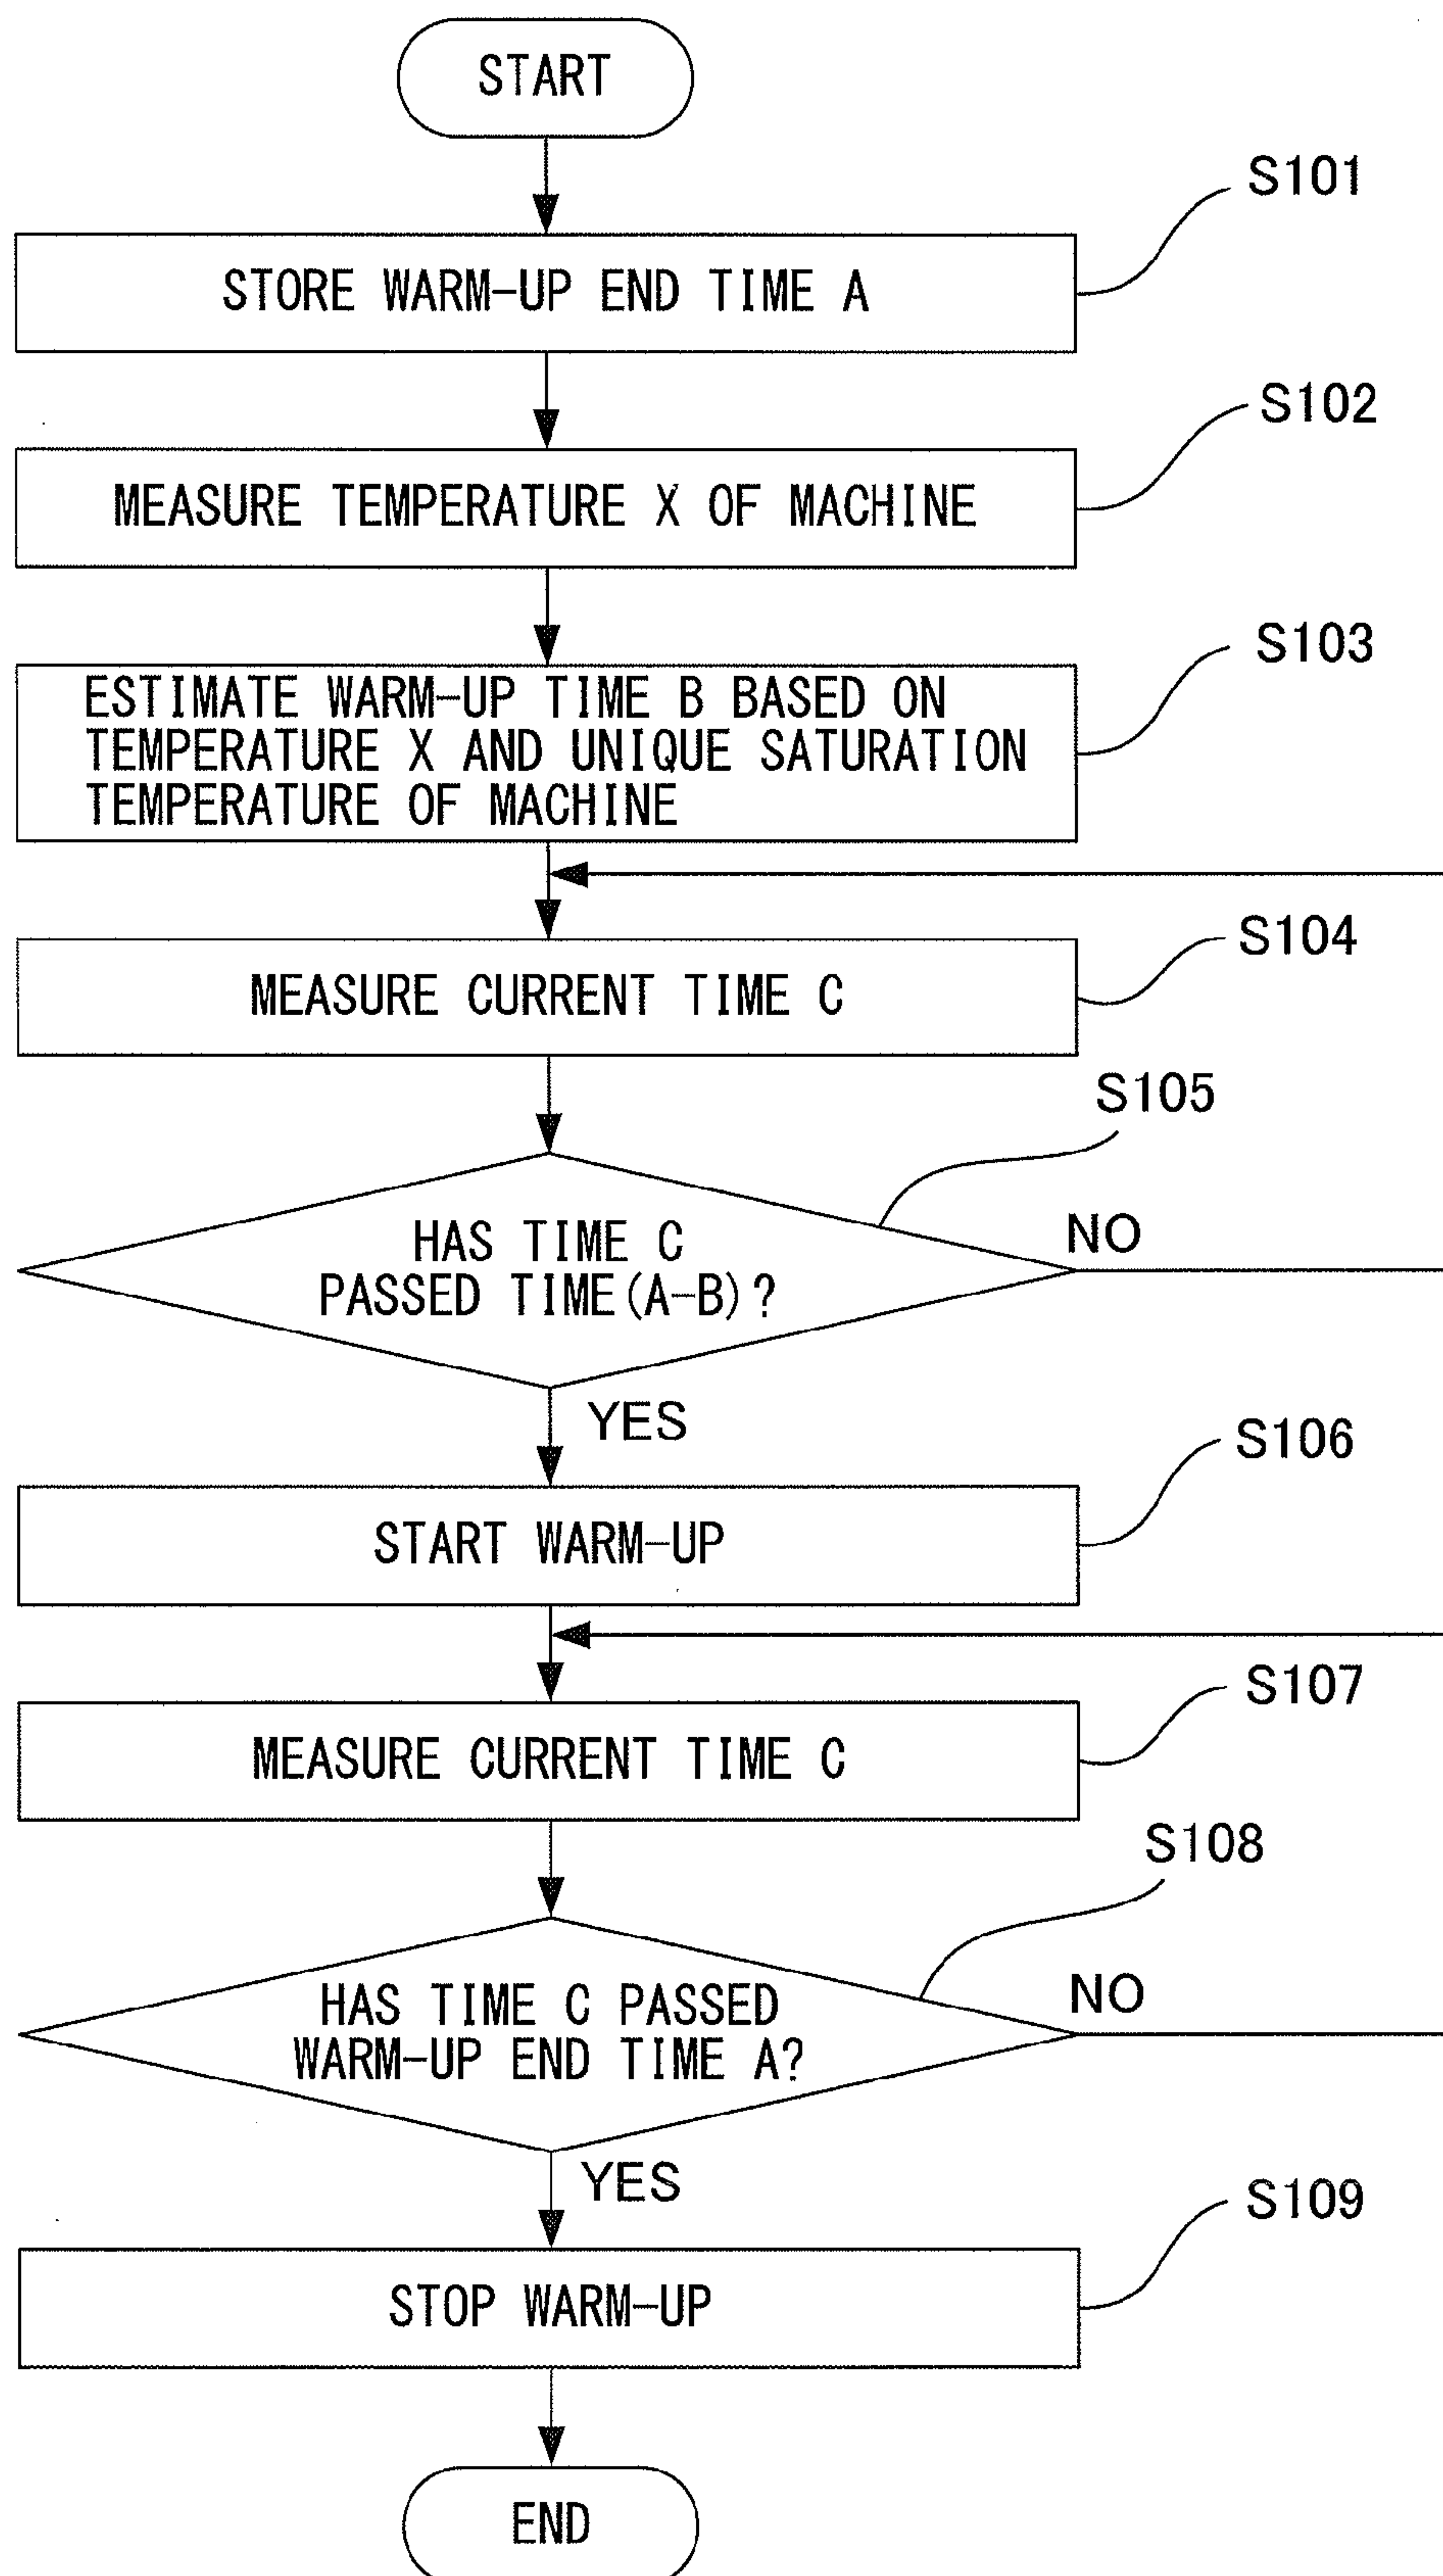 START
S101
STORE WARM-UP END TIME A
S102
MEASURE TEMPERATURE X OF MACHINE
S103
ESTIMATE WARM-UP TIME B BASED ON
TEMPERATURE X AND UNIQUE SATURATION
TEMPERATURE OF MACHINE
S104
MEASURE CURRENT TIME C
S105
HAS TIME C
PASSED TIME(A-B)?
NO
YES
S106
START WARM-UP
S107
MEASURE CURRENT TIME C
S108
HAS TIME C PASSED
WARM-UP END TIME A?
NO
YES
S109
STOP WARM-UP
END